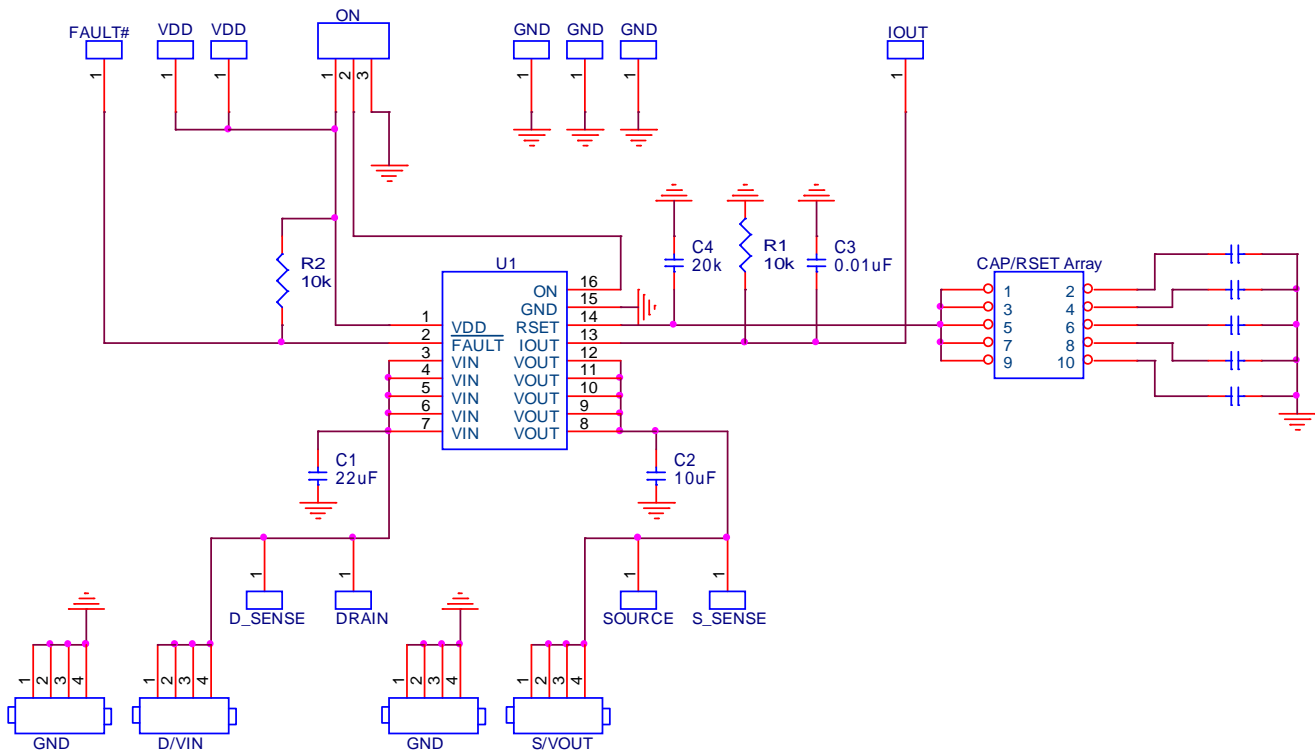 FAULT# VDD VDD ON GND GND GND IOUT
1 1 1 1 2 3 1 1 1 1
C4 20k
R1 10k
C3 0.01uF
R2 10k
U1
CAP/RSET Array
1 2
3 4
5 6
7 8
9 10
1 VDD ON 16
2 FAULT GND 15
3 VIN RSET 14
4 VIN IOUT 13
5 VIN VOUT 12
6 VIN VOUT 11
7 VIN VOUT 10
VOUT 9
VOUT 8
C1 22uF
C2 10uF
1 1 1 1
D_SENSE DRAIN SOURCE S_SENSE
1 2 3 4 1 2 3 4 1 2 3 4 1 2 3 4
GND D/VIN GND S/VOUT